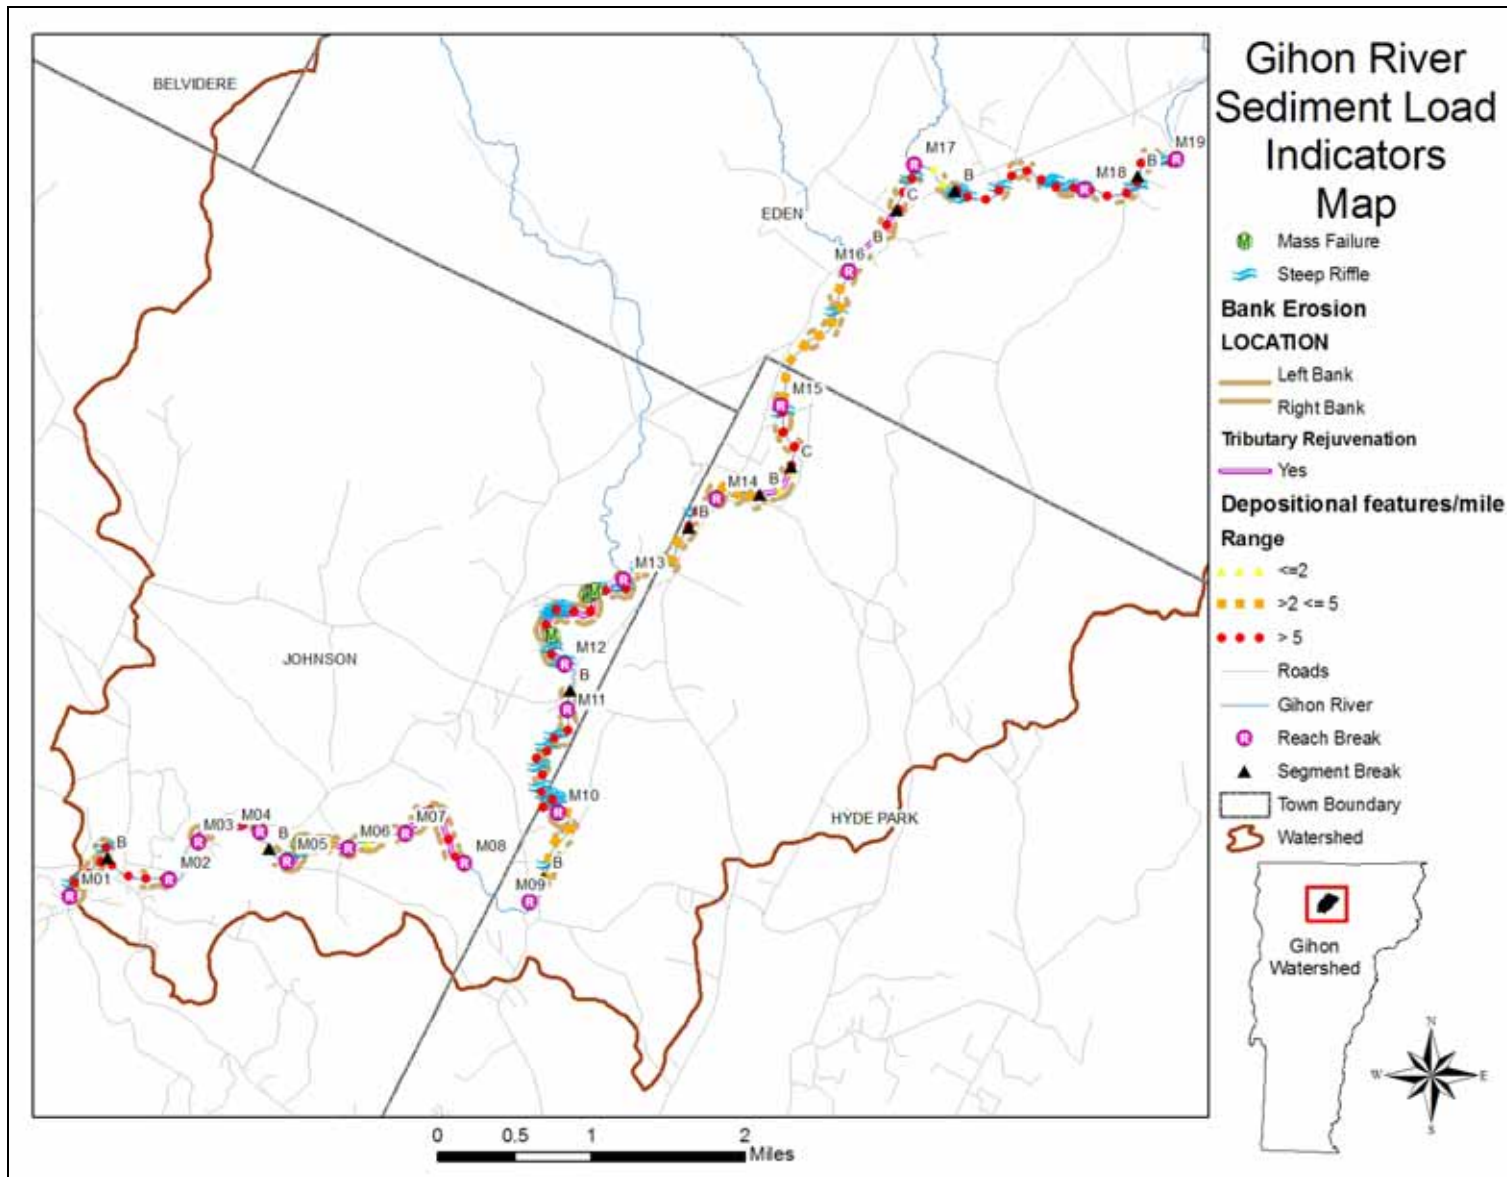 Gihon River
Sediment Load
Indicators
Map
M Mass Failure
Steep Riffle
Bank Erosion
LOCATION
Left Bank
Right Bank
Tributary Rejuvenation
Yes
Depositional features/mile
Range
<=2
>2 <= 5
> 5
Roads
Gihon River
R Reach Break
Segment Break
Town Boundary
Watershed
Gihon
Watershed
N
W E
S
BELVIDERE
M19
R
B
M18
R
M17
R
B
C
EDEN
B
M16
R
M15
R
C
B
M14
R
B
M13
R
M
M
M12
R
JOHNSON
B
M11
R
M10
R
HYDE PARK
B
M09
R
M08
R
M07
R
M06
R
M05
R
B
M04
R
M03
R
M02
R
B
M01
R
0 0.5 1 2
Miles